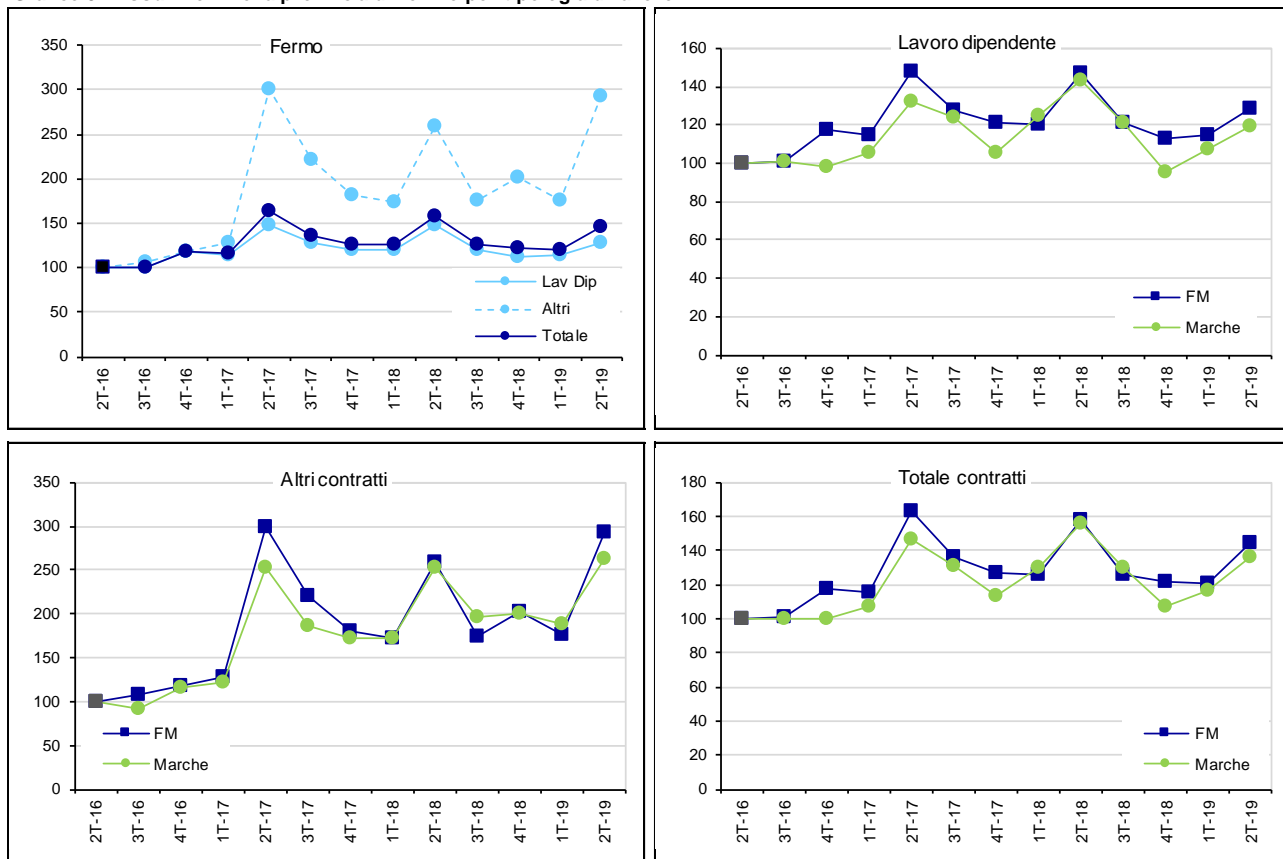 Fermo
350
300
250
200
150
100
50
0
Lav Dip
Altri
Totale
2T-16
3T-16
4T-16
1T-17
2T-17
3T-17
4T-17
1T-18
2T-18
3T-18
4T-18
1T-19
2T-19
Lavoro dipendente
160
140
120
100
80
60
40
20
0
FM
Marche
2T-16
3T-16
4T-16
1T-17
2T-17
3T-17
4T-17
1T-18
2T-18
3T-18
4T-18
1T-19
2T-19
Altri contratti
350
300
250
200
150
100
50
0
FM
Marche
2T-16
3T-16
4T-16
1T-17
2T-17
3T-17
4T-17
1T-18
2T-18
3T-18
4T-18
1T-19
2T-19
Totale contratti
180
160
140
120
100
80
60
40
20
0
FM
Marche
2T-16
3T-16
4T-16
1T-17
2T-17
3T-17
4T-17
1T-18
2T-18
3T-18
4T-18
1T-19
2T-19